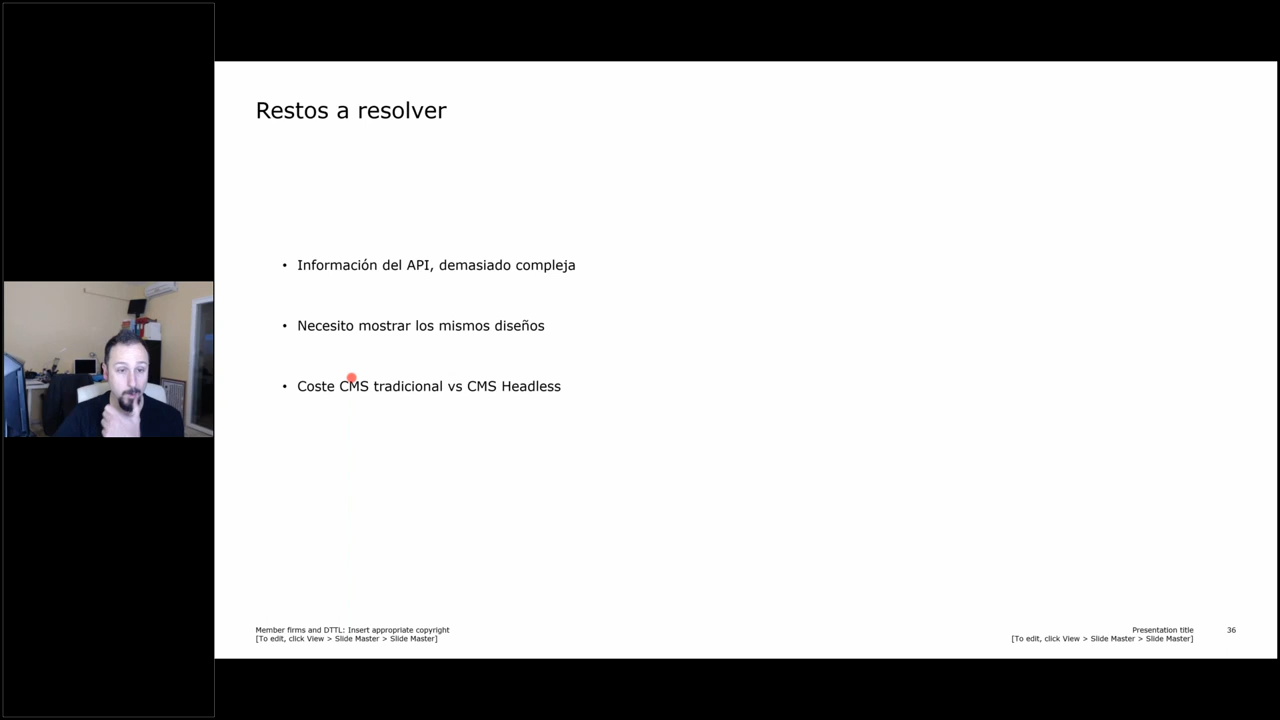 Restos a resolver
• Información del API, demasiado compleja
• Necesito mostrar los mismos diseños
• Coste CMS tradicional vs CMS Headless
Member firms and DTTL: Insert appropriate copyright
[To edit, click View > Slide Master > Slide Master]
Presentation title
[To edit, click View > Slide Master > Slide Master]
36